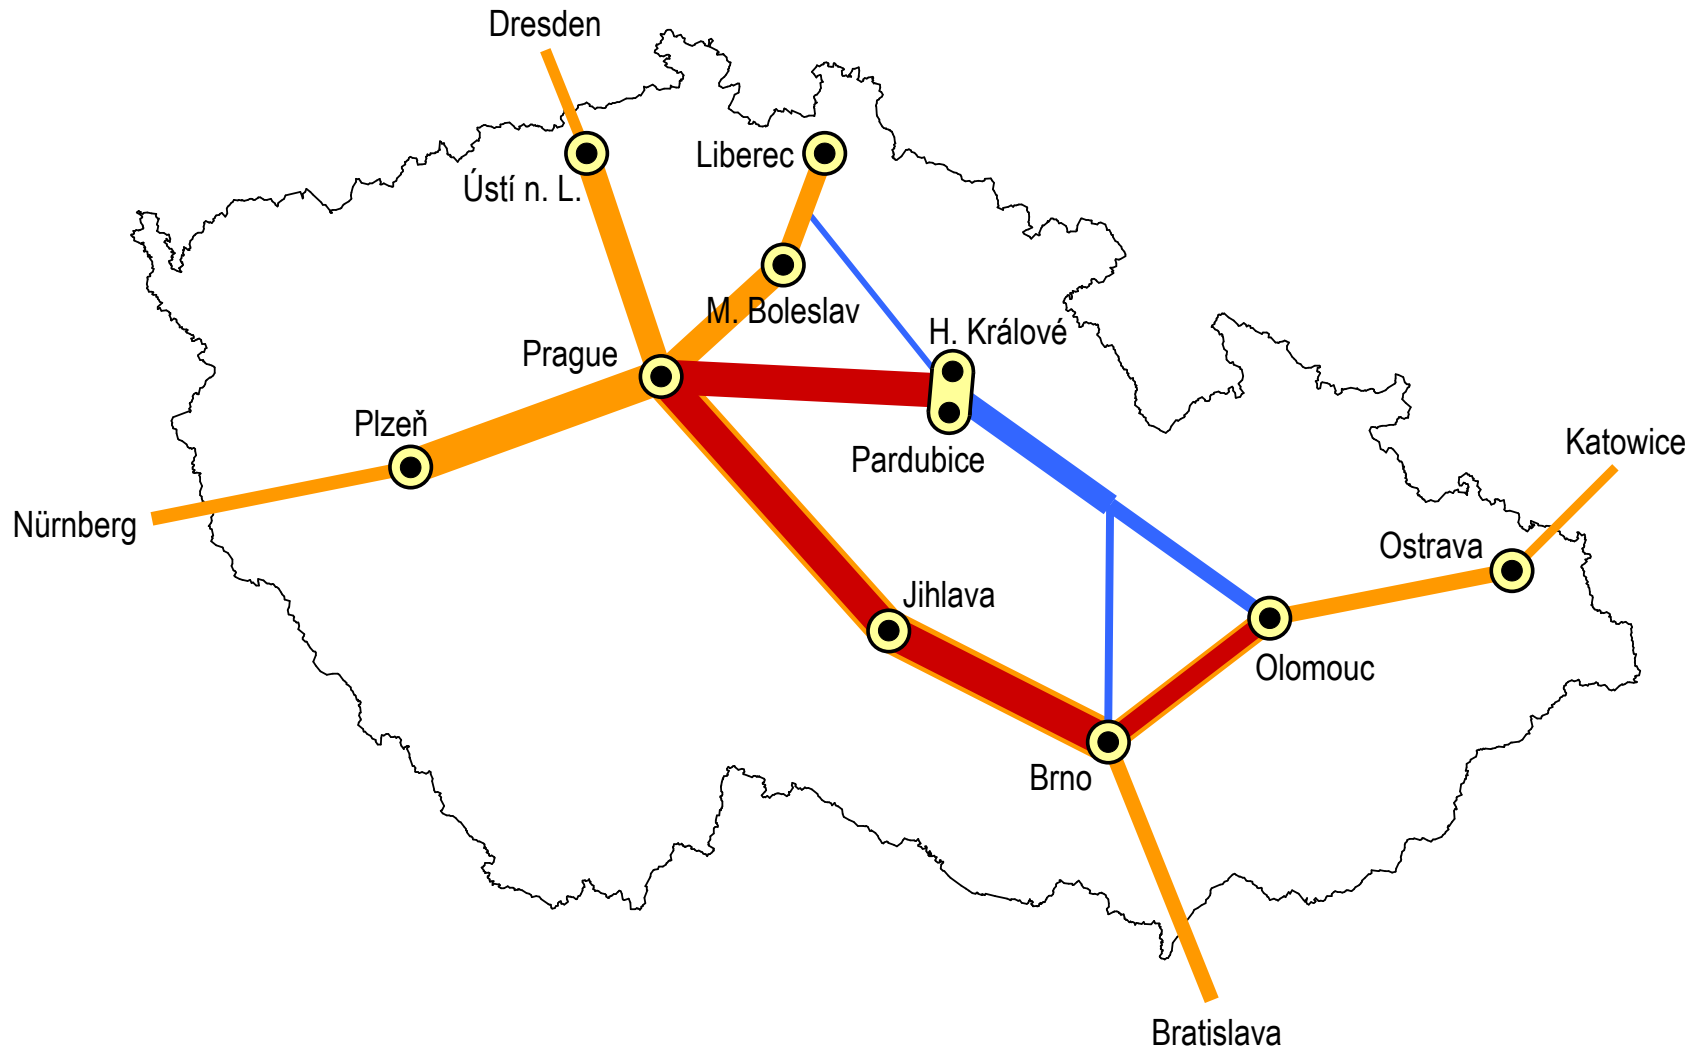 Dresden
Liberec
Ústí n. L.
M. Boleslav
H. Králové
Prague
Plzeň
Pardubice
Katowice
Nürnberg
Ostrava
Jihlava
Olomouc
Brno
Bratislava